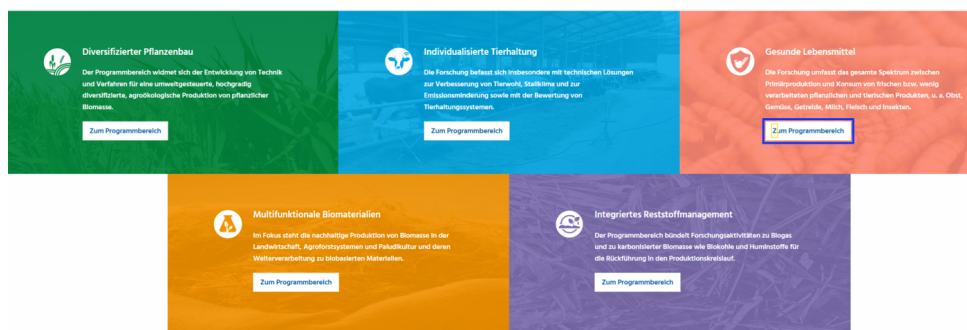 Diversifizierter Pflanzenbau
Der Programmbereich widmet sich der Entwicklung von Technik
und Verfahren für eine umweltgesteuerte, hochgradig
diversifizierte, agroökologische Produktion von pflanzlicher
Biomasse.
Zum Programmbereich
Individualisierte Tierhaltung
Die Forschung befasst sich insbesondere mit technischen Lösungen
zur Verbesserung von Tierwohl, Stallklima und zur
Emissionsminderung sowie mit der Bewertung von
Tierhaltungssystemen.
Zum Programmbereich
Gesunde Lebensmittel
Die Forschung umfasst das gesamte Spektrum zwischen
Primärproduktion und Konsum von frischen bzw. wenig
verarbeiteten pflanzlichen und tierischen Produkten, u. a. Obst,
Gemüse, Getreide, Milch, Fleisch und Insekten.
Zum Programmbereich
Multifunktionale Biomaterialien
Im Fokus steht die nachhaltige Produktion von Biomasse in der
Landwirtschaft, Agroforstsystemen und Paludikultur und deren
Weiterverarbeitung zu biobasierten Materialien.
Zum Programmbereich
Integriertes Reststoffmanagement
Der Programmbereich bündelt Forschungsaktivitäten zu Biogas
und zu karbonisierter Biomasse wie Biokohle und Huminstoffe für
die Rückführung in den Produktionskreislauf.
Zum Programmbereich